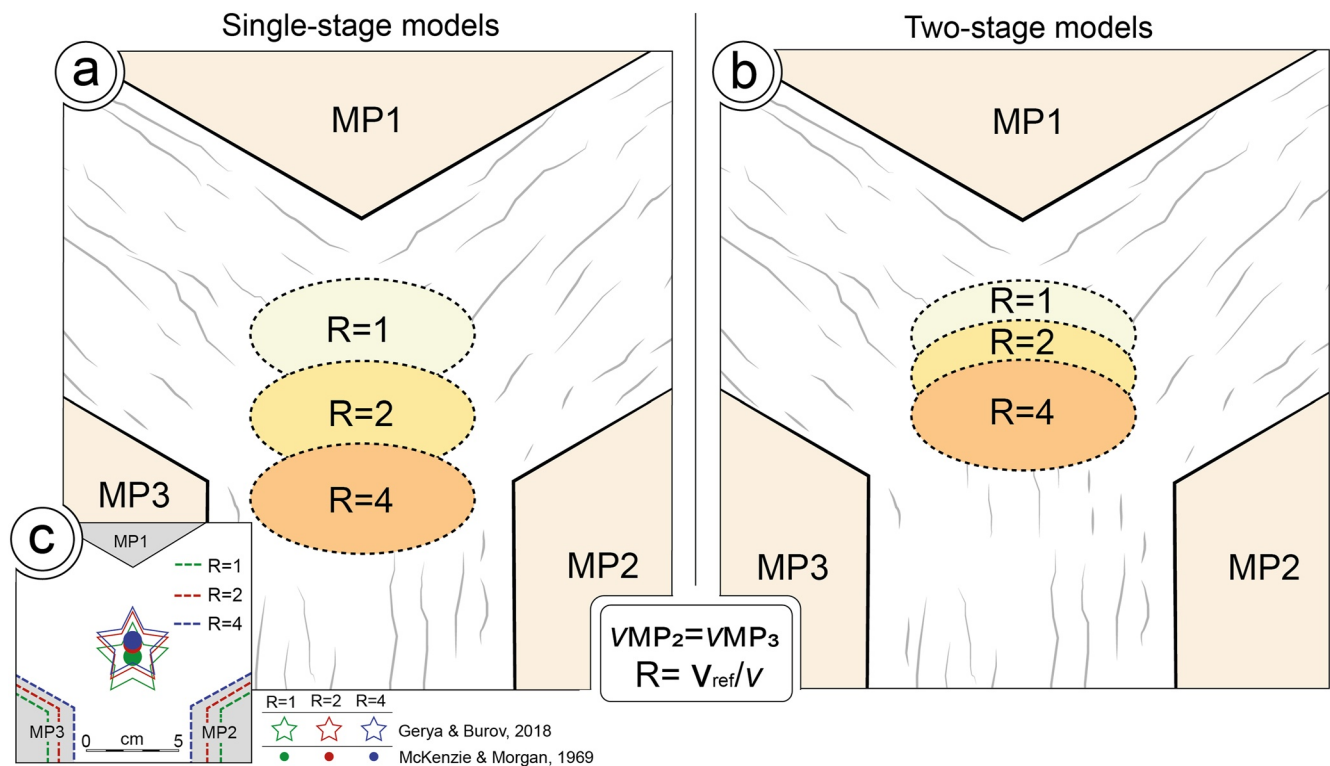 Single-stage models
Two-stage models
a
MP1
R=1
R=2
R=4
MP3
MP2
b
MP1
R=1
R=2
R=4
MP3
MP2
vMP₂=vMP₃
R= Vref/v
c
MP1
R=1
R=2
R=4
MP3
MP2
0 cm 5
R=1 R=2 R=4
Gerya & Burov, 2018
McKenzie & Morgan, 1969